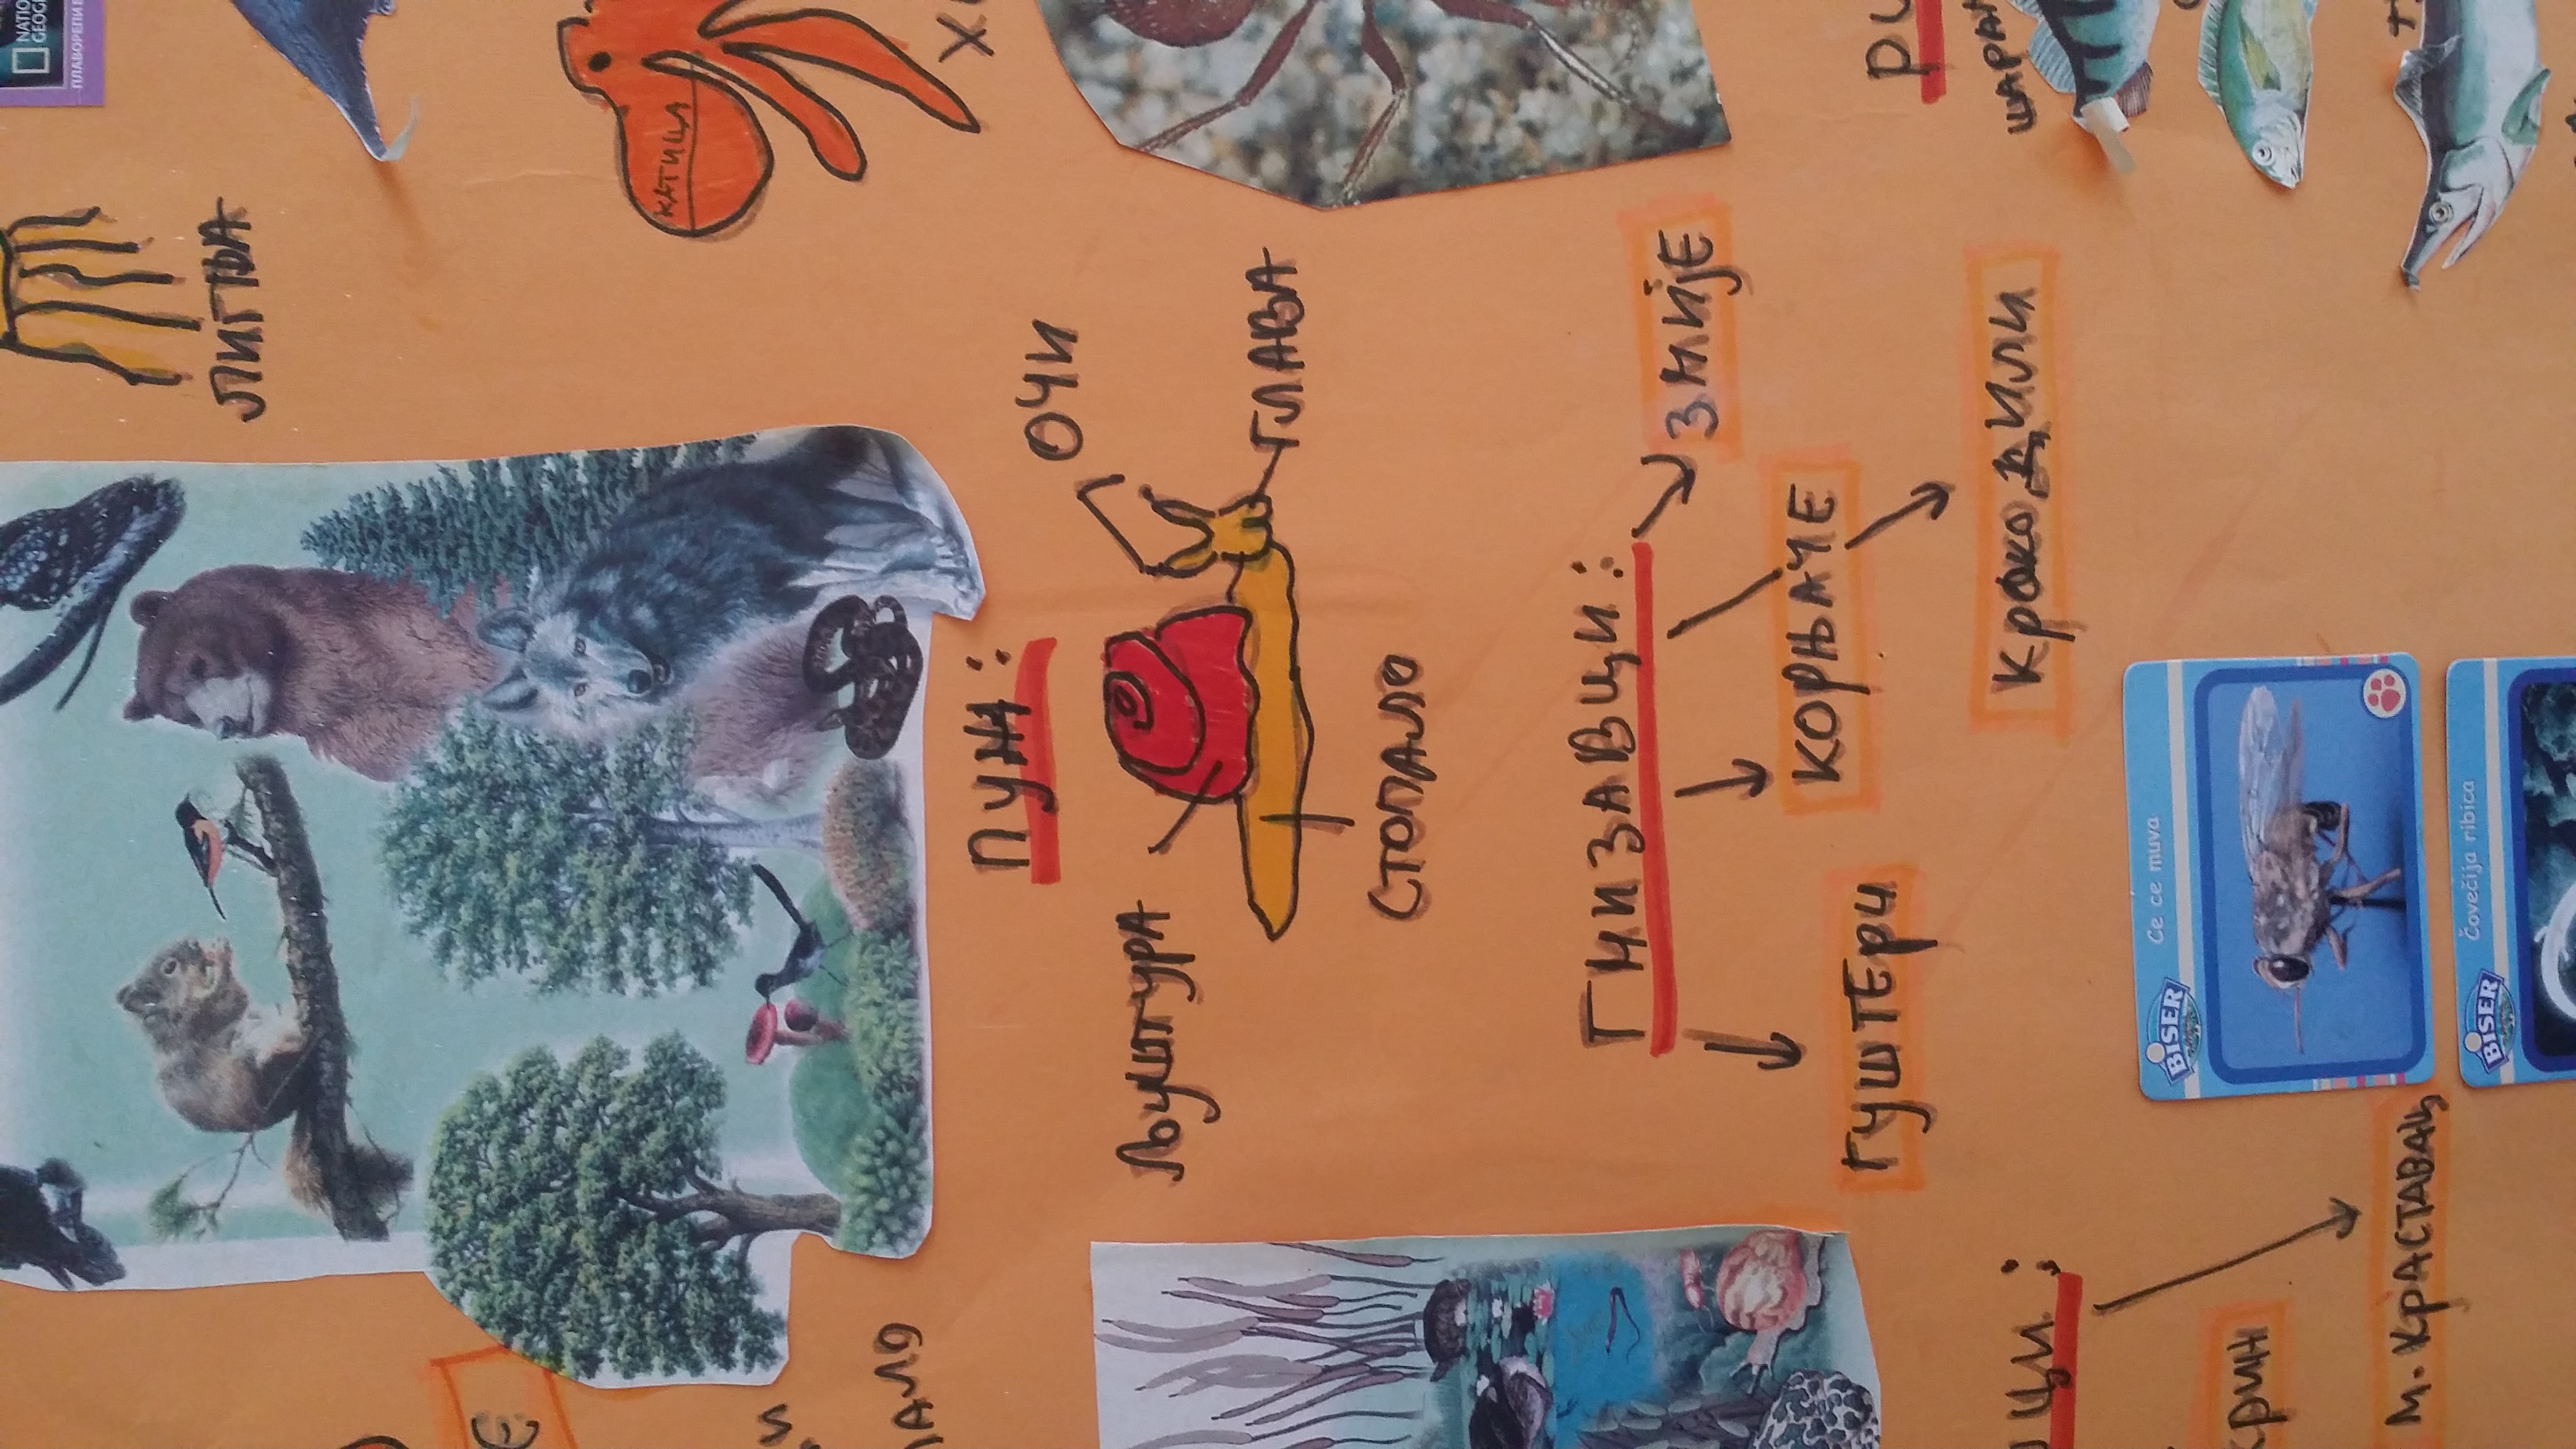 NATIO
GEOG
ПЛАВОРЕПИ
ЛИГЊА
КАТИЦА
ПУЖ:
ОЧИ
ЉУШТУРА
ГЛАВА
СТОПАЛО
ГМИЗАВЦИ:
ЗМИЈЕ
КОРЊАЧЕ
ГУШТЕРИ
КРОКОДИЛИ
ШАРАН
ЦИ:
КРИН
М. КРАСТАВАЦ
BISER
Ce ce muva
BISER
Čovečija ribica